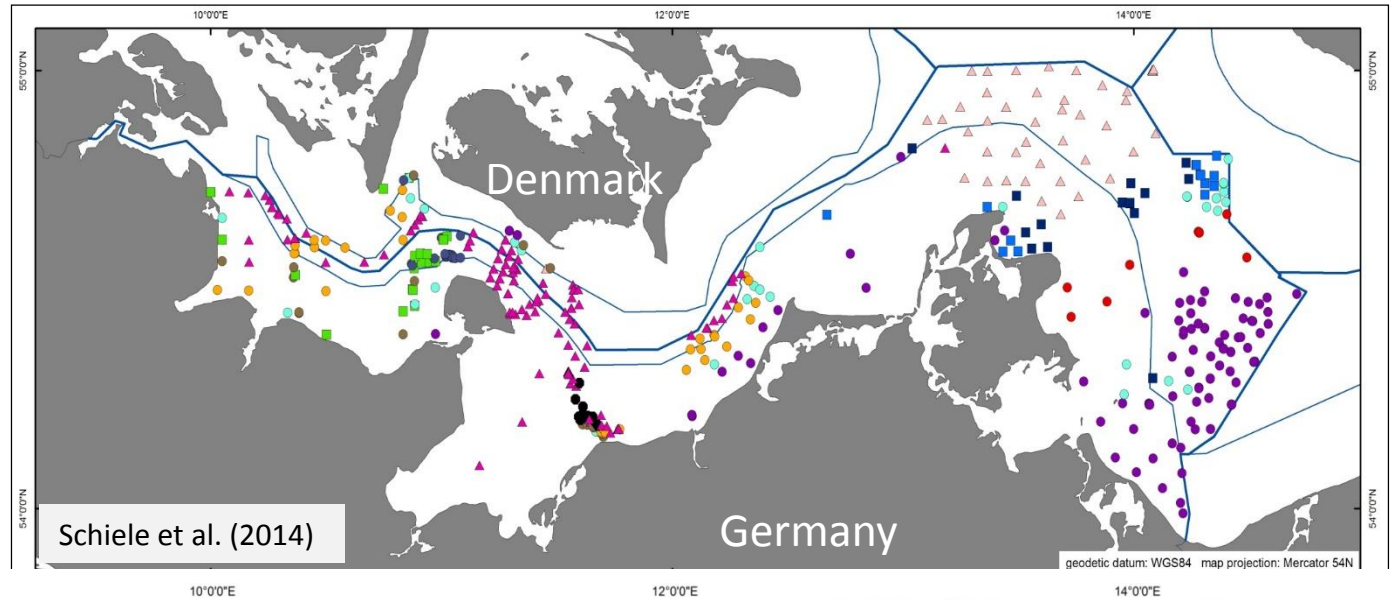 10°0'0"E 12°0'0"E 14°0'0"E
55°0'0"N 55°0'0"N
Denmark
54°0'0"N 54°0'0"N
Schiele et al. (2014)
Germany
geodetic datum: WGS84 map projection: Mercator 54N
10°0'0"E 12°0'0"E 14°0'0"E